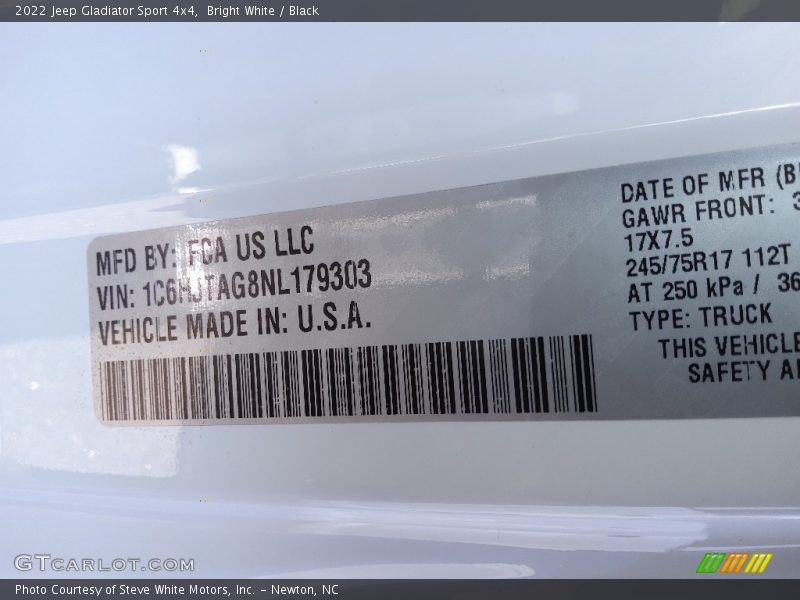 2022 Jeep Gladiator Sport 4x4, Bright White / Black
MFD BY: FCA US LLC
VIN: 1C6HJTAG8NL179303
VEHICLE MADE IN: U.S.A.
DATE OF MFR (B
GAWR FRONT: 3
17X7.5
245/75R17 112T
AT 250 kPa / 36
TYPE: TRUCK
THIS VEHICLE
SAFETY A
GTCARLOT.COM
Photo Courtesy of Steve White Motors, Inc. – Newton, NC